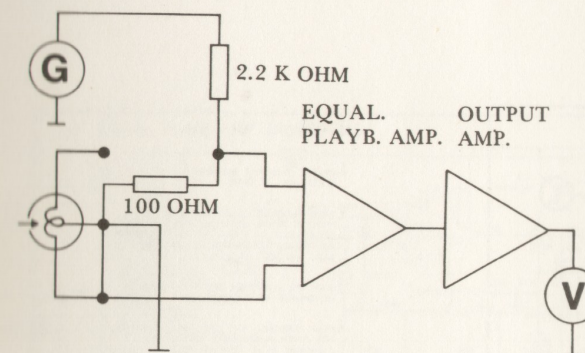 G
2.2 K OHM
EQUAL. OUTPUT
PLAYB. AMP. AMP.
100 OHM
V